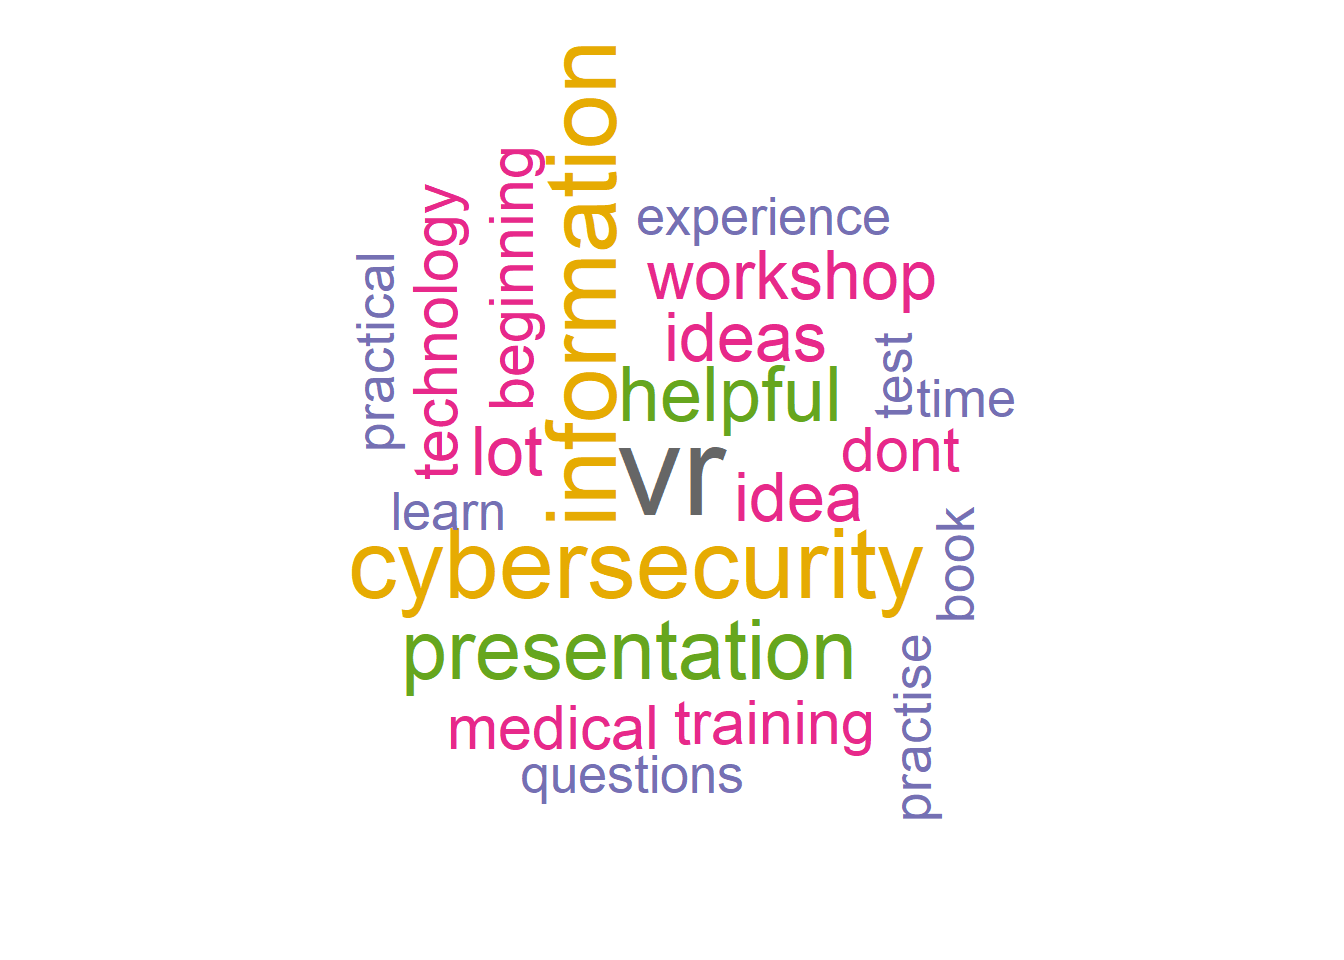 information
beginning
technology
practical
experience
workshop
ideas
helpful
test
time
lot
vr
dont
idea
learn
cybersecurity
book
presentation
practise
medical
training
questions